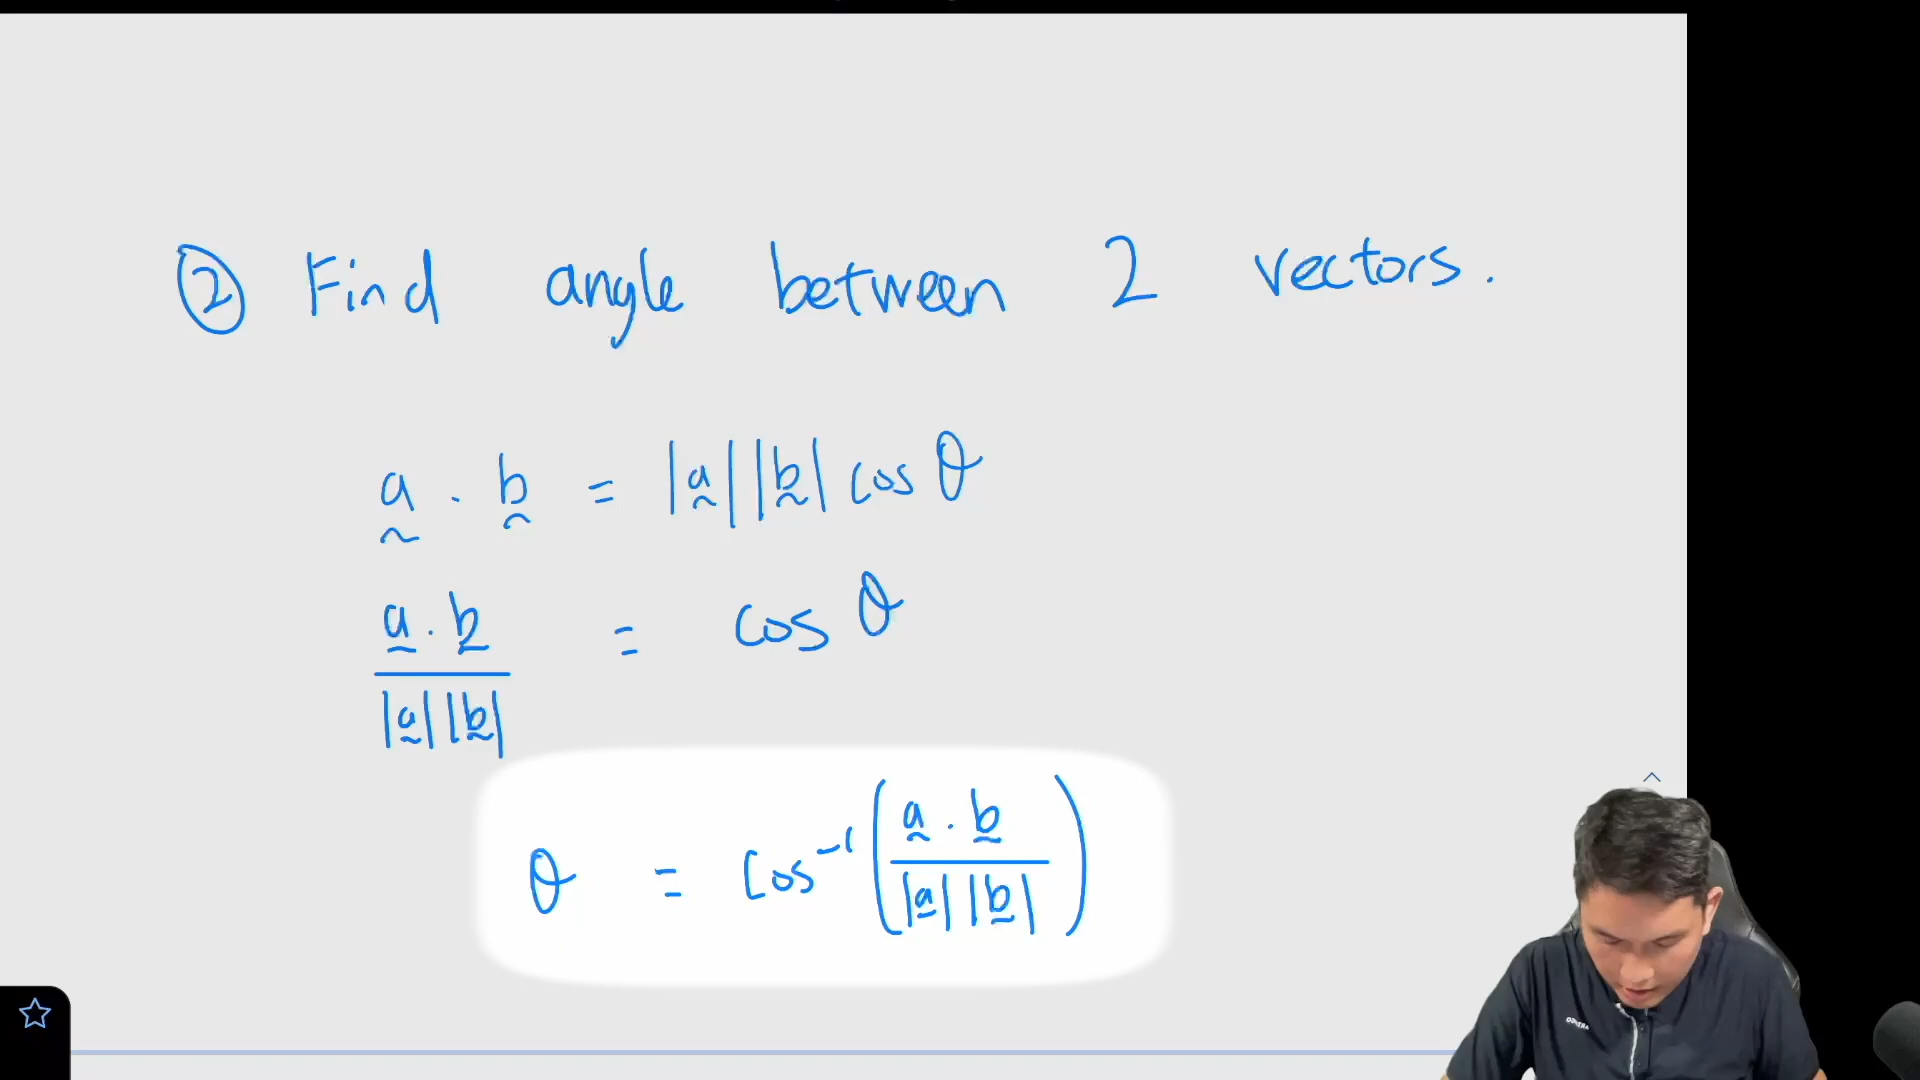 ② Find angle between 2 vectors.
a̰ · b̰ = |a̰||b̰| cos θ
a̰ · b̰ / |a̰||b̰| = cos θ
θ = cos⁻¹ ( a̰ · b̰ / |a̰||b̰| )